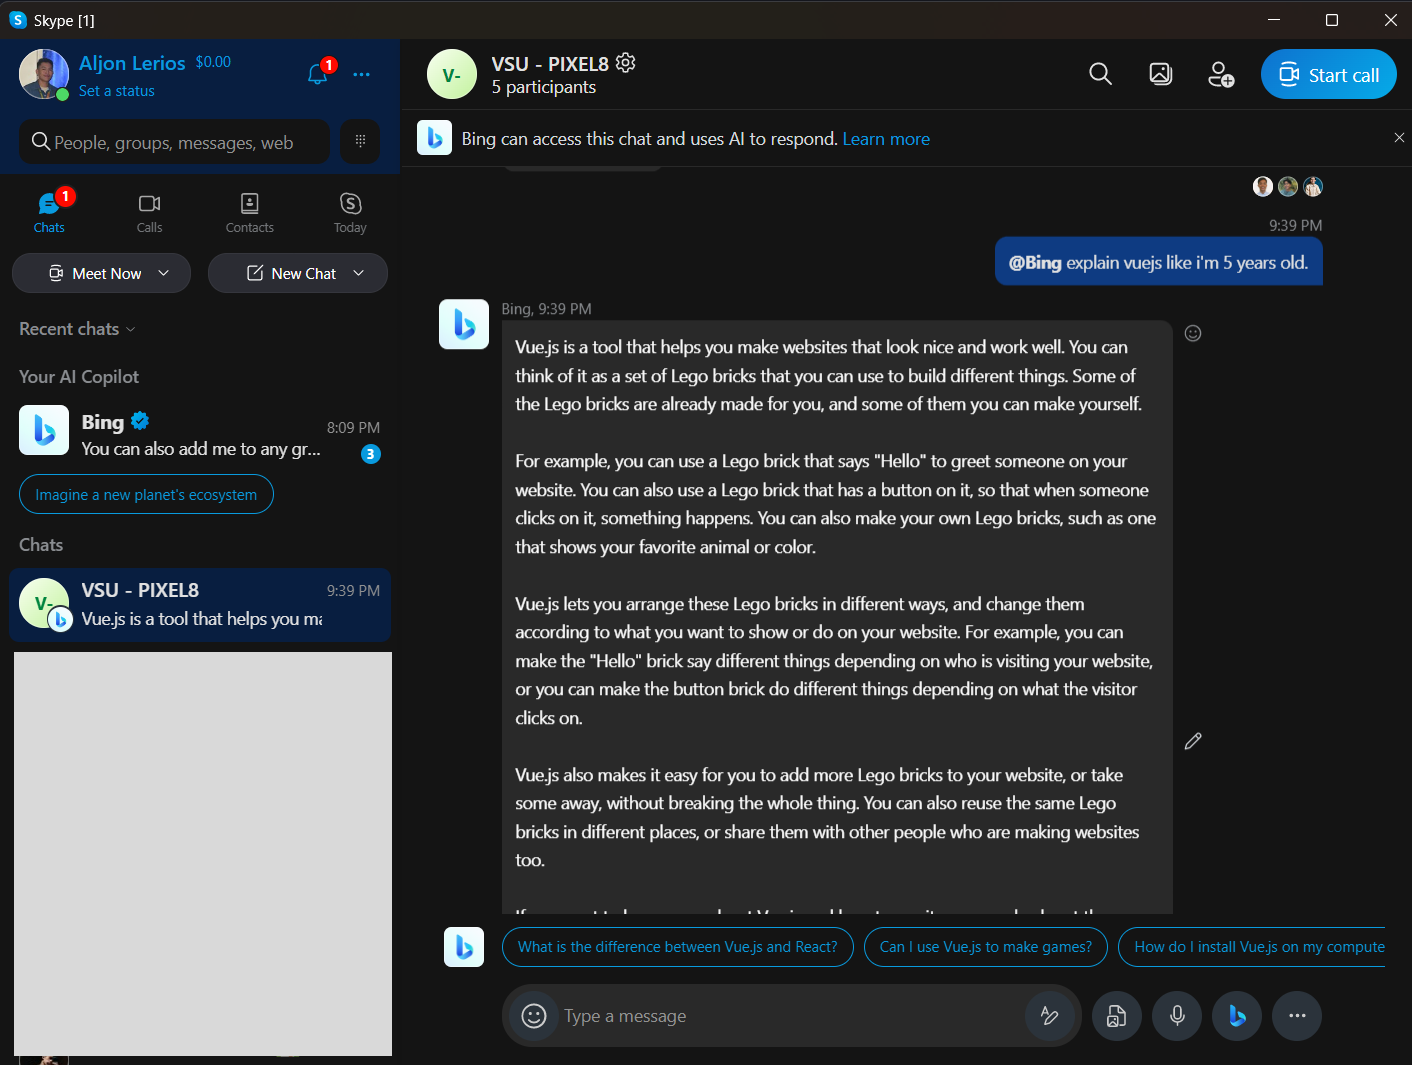 Skype [1]
Aljon Lerios $0.00
Set a status
1
People, groups, messages, web
1
Chats
Calls
Contacts
Today
Meet Now
New Chat
Recent chats
Your AI Copilot
Bing
8:09 PM
You can also add me to any gr...
3
Imagine a new planet's ecosystem
Chats
V-
VSU - PIXEL8
9:39 PM
Vue.js is a tool that helps you ma
V-
VSU - PIXEL8
5 participants
Start call
Bing can access this chat and uses AI to respond. Learn more
9:39 PM
@Bing explain vuejs like i'm 5 years old.
Bing, 9:39 PM
Vue.js is a tool that helps you make websites that look nice and work well. You can
think of it as a set of Lego bricks that you can use to build different things. Some of
the Lego bricks are already made for you, and some of them you can make yourself.
For example, you can use a Lego brick that says "Hello" to greet someone on your
website. You can also use a Lego brick that has a button on it, so that when someone
clicks on it, something happens. You can also make your own Lego bricks, such as one
that shows your favorite animal or color.
Vue.js lets you arrange these Lego bricks in different ways, and change them
according to what you want to show or do on your website. For example, you can
make the "Hello" brick say different things depending on who is visiting your website,
or you can make the button brick do different things depending on what the visitor
clicks on.
Vue.js also makes it easy for you to add more Lego bricks to your website, or take
some away, without breaking the whole thing. You can also reuse the same Lego
bricks in different places, or share them with other people who are making websites
too.
What is the difference between Vue.js and React?
Can I use Vue.js to make games?
How do I install Vue.js on my compute
Type a message